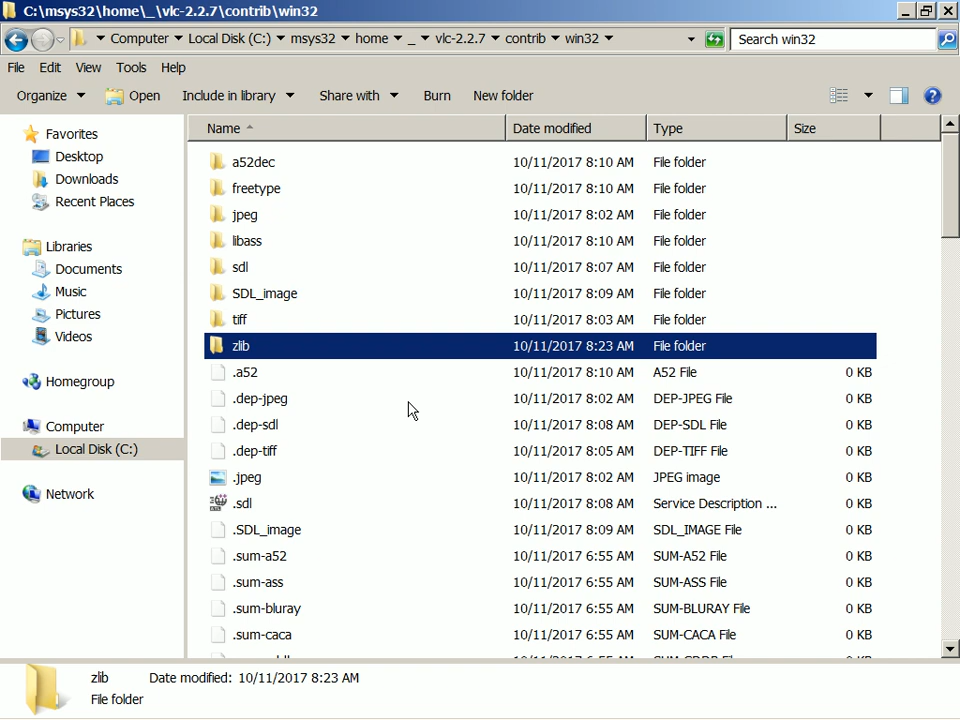 C:\msys32\home\_\vlc-2.2.7\contrib\win32
Computer Local Disk (C:) msys32 home _ vlc-2.2.7 contrib win32 Search win32
File Edit View Tools Help
Organize Open Include in library Share with Burn New folder
Favorites
Desktop
Downloads
Recent Places
Libraries
Documents
Music
Pictures
Videos
Homegroup
Computer
Local Disk (C:)
Network
Name Date modified Type Size
a52dec 10/11/2017 8:10 AM File folder
freetype 10/11/2017 8:10 AM File folder
jpeg 10/11/2017 8:02 AM File folder
libass 10/11/2017 8:10 AM File folder
sdl 10/11/2017 8:07 AM File folder
SDL_image 10/11/2017 8:09 AM File folder
tiff 10/11/2017 8:03 AM File folder
zlib 10/11/2017 8:23 AM File folder
.a52 10/11/2017 8:10 AM A52 File 0 KB
.dep-jpeg 10/11/2017 8:02 AM DEP-JPEG File 0 KB
.dep-sdl 10/11/2017 8:08 AM DEP-SDL File 0 KB
.dep-tiff 10/11/2017 8:05 AM DEP-TIFF File 0 KB
.jpeg 10/11/2017 8:02 AM JPEG image 0 KB
.sdl 10/11/2017 8:08 AM Service Description ... 0 KB
.SDL_image 10/11/2017 8:09 AM SDL_IMAGE File 0 KB
.sum-a52 10/11/2017 6:55 AM SUM-A52 File 0 KB
.sum-ass 10/11/2017 6:55 AM SUM-ASS File 0 KB
.sum-bluray 10/11/2017 6:55 AM SUM-BLURAY File 0 KB
.sum-caca 10/11/2017 6:55 AM SUM-CACA File 0 KB
zlib Date modified: 10/11/2017 8:23 AM
File folder